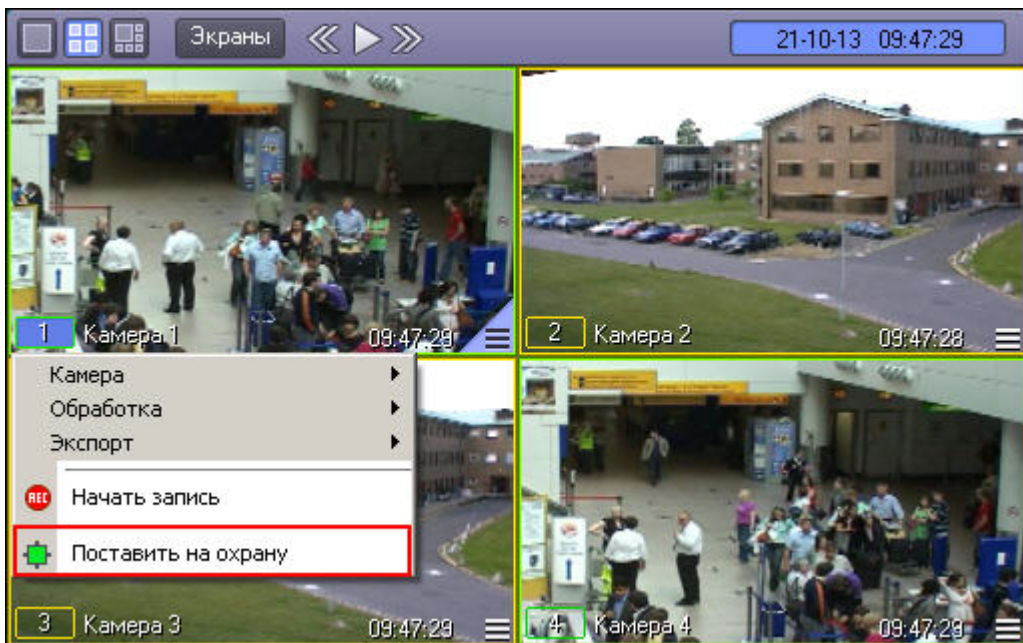 Экраны
21-10-13 09:47:29
1 Камера 1 09:47:29
2 Камера 2 09:47:28
Камера
Обработка
Экспорт
REC Начать запись
Поставить на охрану
3 Камера 3 09:47:29
4 Камера 4 09:47:29